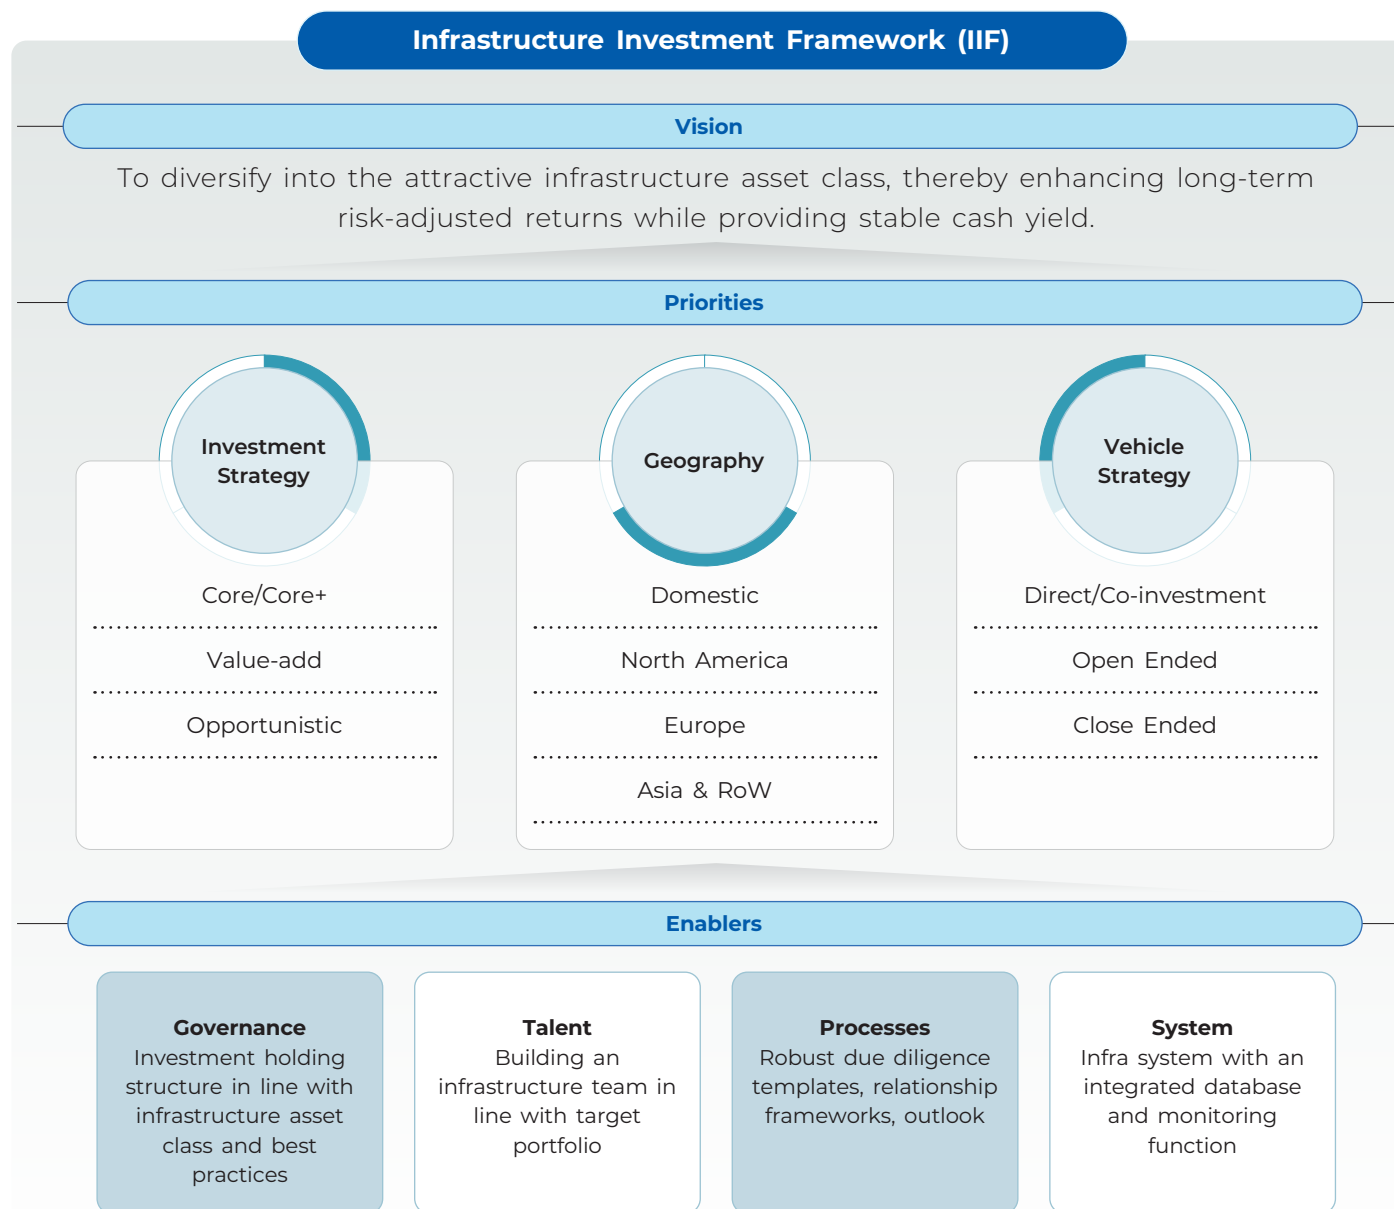 Infrastructure Investment Framework (IIF)
Vision
To diversify into the attractive infrastructure asset class, thereby enhancing long-term
risk-adjusted returns while providing stable cash yield.
Priorities
Investment
Strategy
Core/Core+
Value-add
Opportunistic
Geography
Domestic
North America
Europe
Asia & RoW
Vehicle
Strategy
Direct/Co-investment
Open Ended
Close Ended
Enablers
Governance
Investment holding
structure in line with
infrastructure asset
class and best
practices
Talent
Building an
infrastructure team in
line with target
portfolio
Processes
Robust due diligence
templates, relationship
frameworks, outlook
System
Infra system with an
integrated database
and monitoring
function